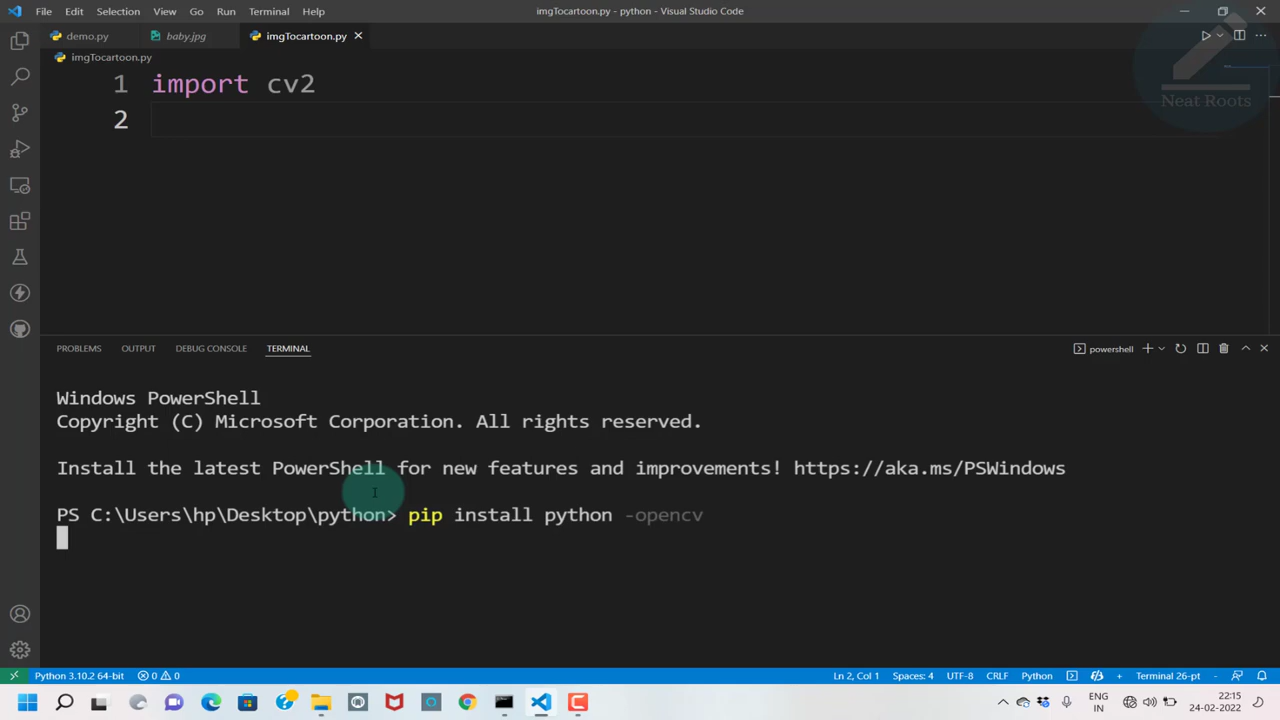 File Edit Selection View Go Run Terminal Help imgTocartoon.py - python - Visual Studio Code
demo.py baby.jpg imgTocartoon.py
imgTocartoon.py
Neat Roots
1 import cv2
2
PROBLEMS OUTPUT DEBUG CONSOLE TERMINAL powershell
Windows PowerShell
Copyright (C) Microsoft Corporation. All rights reserved.
Install the latest PowerShell for new features and improvements! https://aka.ms/PSWindows
PS C:\Users\hp\Desktop\python> pip install python -opencv
Python 3.10.2 64-bit 0 0 Ln 2, Col 1 Spaces: 4 UTF-8 CRLF Python Terminal 26-pt -
ENG 22:15
IN 24-02-2022